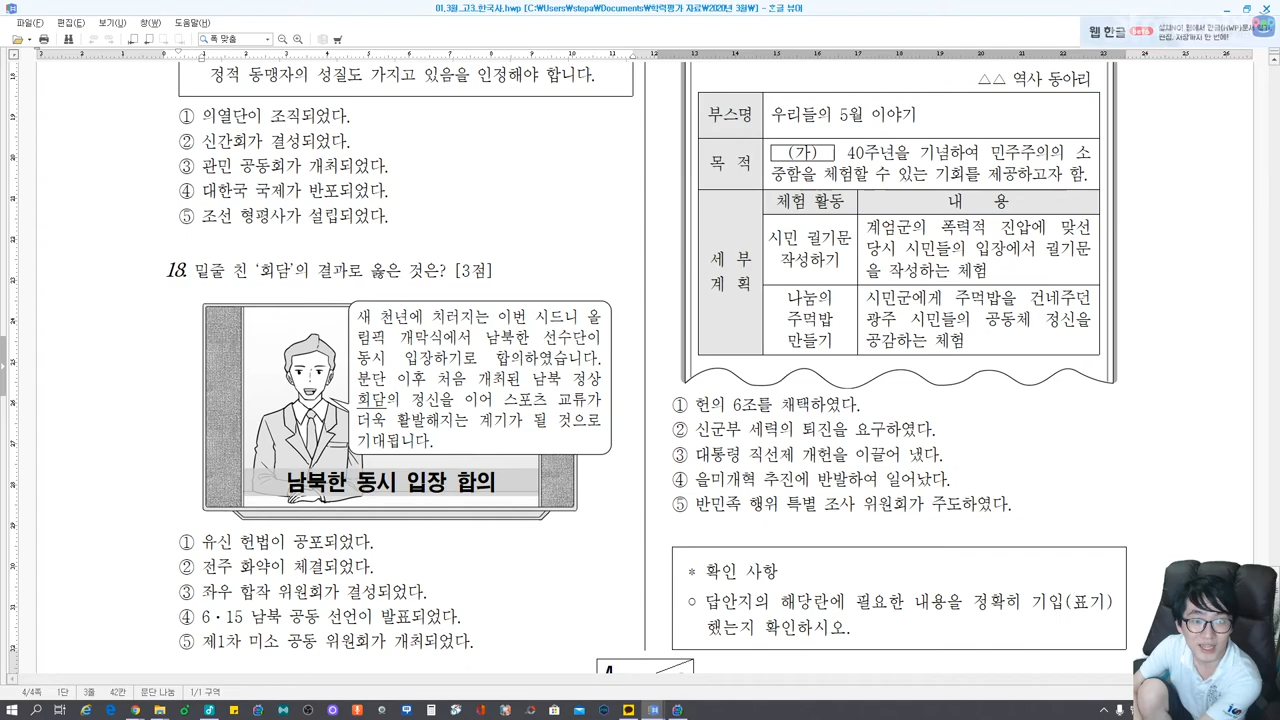 01.3월_고3.한국사.hwp [C:\Users\stepa\Documents\학력평가 자료\2020년 3월\] - 흔글 뷰어
파일(F) 편집(E) 보기(U) 창(W) 도움말(H)
폭 맞춤
웹 한글 Beta
정적 동맹자의 성질도 가지고 있음을 인정해야 합니다.
① 의열단이 조직되었다.
② 신간회가 결성되었다.
③ 관민 공동회가 개최되었다.
④ 대한국 국제가 반포되었다.
⑤ 조선 형평사가 설립되었다.
18. 밑줄 친 ‘회담’의 결과로 옳은 것은? [3점]
새 천년에 치러지는 이번 시드니 올
림픽 개막식에서 남북한 선수단이
동시 입장하기로 합의하였습니다.
분단 이후 처음 개최된 남북 정상
회담의 정신을 이어 스포츠 교류가
더욱 활발해지는 계기가 될 것으로
기대됩니다.
남북한 동시 입장 합의
① 유신 헌법이 공포되었다.
② 전주 화약이 체결되었다.
③ 좌우 합작 위원회가 결성되었다.
④ 6·15 남북 공동 선언이 발표되었다.
⑤ 제1차 미소 공동 위원회가 개최되었다.
△△ 역사 동아리
부스명 우리들의 5월 이야기
목 적 (가) 40주년을 기념하여 민주주의의 소
중함을 체험할 수 있는 기회를 제공하고자 함.
세 부
계 획
체험 활동 내 용
시민 궐기문
작성하기
계엄군의 폭력적 진압에 맞선
당시 시민들의 입장에서 궐기문
을 작성하는 체험
나눔의
주먹밥
만들기
시민군에게 주먹밥을 건네주던
광주 시민들의 공동체 정신을
공감하는 체험
① 헌의 6조를 채택하였다.
② 신군부 세력의 퇴진을 요구하였다.
③ 대통령 직선제 개헌을 이끌어 냈다.
④ 을미개혁 추진에 반발하여 일어났다.
⑤ 반민족 행위 특별 조사 위원회가 주도하였다.
* 확인 사항
○ 답안지의 해당란에 필요한 내용을 정확히 기입(표기)
했는지 확인하시오.
4/4쪽 1단 3줄 42칸 문단 나눔 1/1 구역